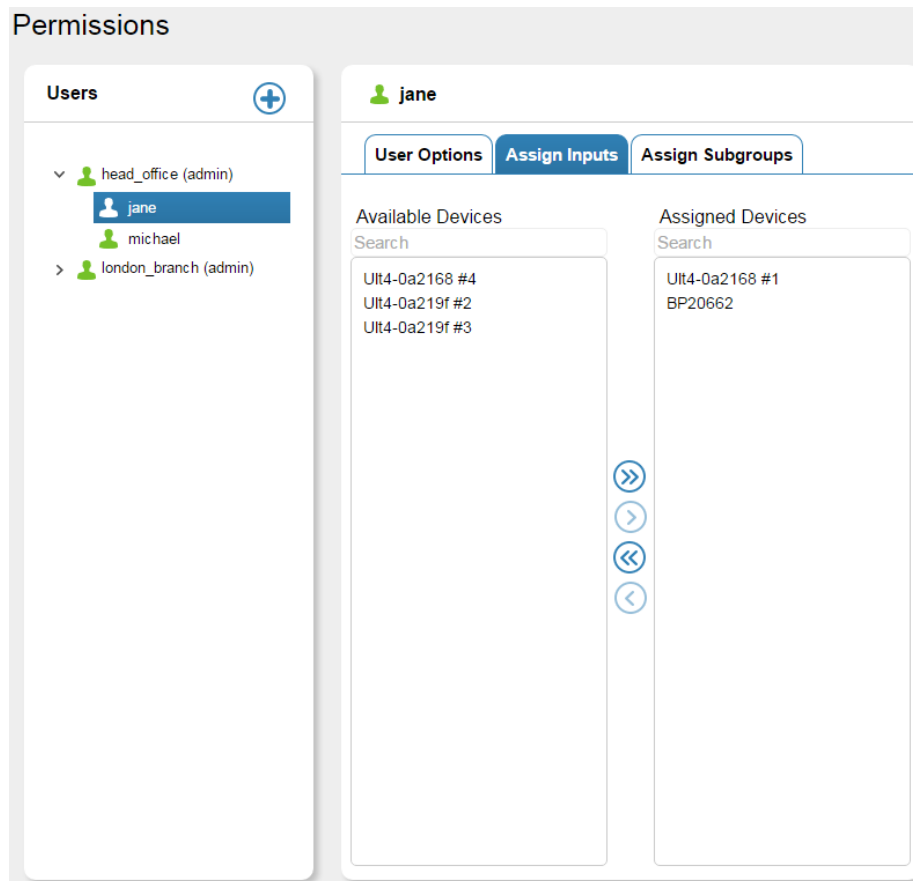 Permissions
Users
head_office (admin)
jane
michael
london_branch (admin)
jane
User Options
Assign Inputs
Assign Subgroups
Available Devices
Search
Ult4-0a2168 #4
Ult4-0a219f #2
Ult4-0a219f #3
Assigned Devices
Search
Ult4-0a2168 #1
BP20662